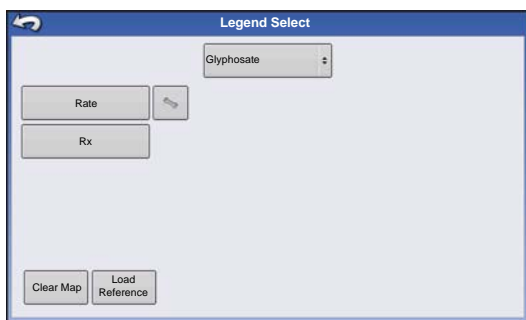 Legend Select
Glyphosate
Rate
Rx
Clear Map
Load
Reference